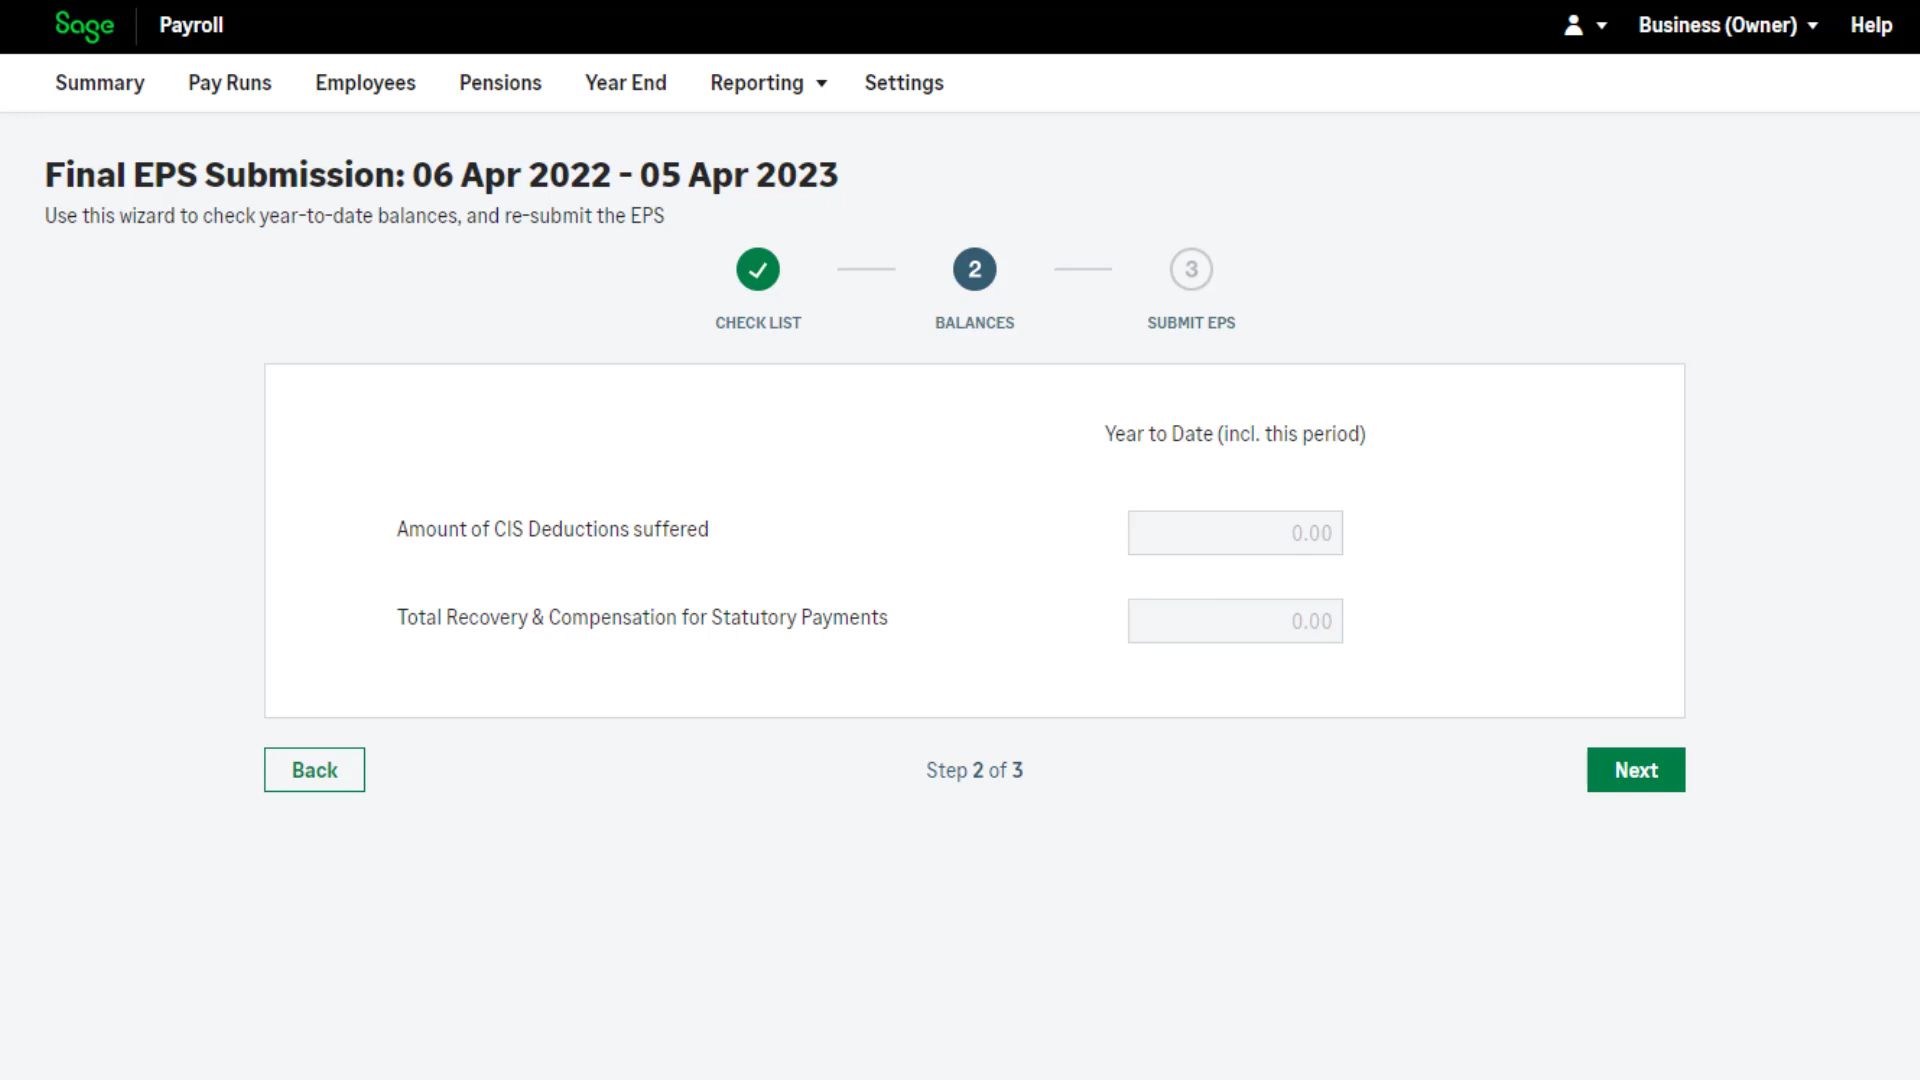 Sage Payroll Business (Owner) Help
Summary Pay Runs Employees Pensions Year End Reporting Settings
Final EPS Submission: 06 Apr 2022 - 05 Apr 2023
Use this wizard to check year-to-date balances, and re-submit the EPS
2 3
CHECK LIST BALANCES SUBMIT EPS
Year to Date (incl. this period)
Amount of CIS Deductions suffered 0.00
Total Recovery & Compensation for Statutory Payments 0.00
Back Step 2 of 3 Next